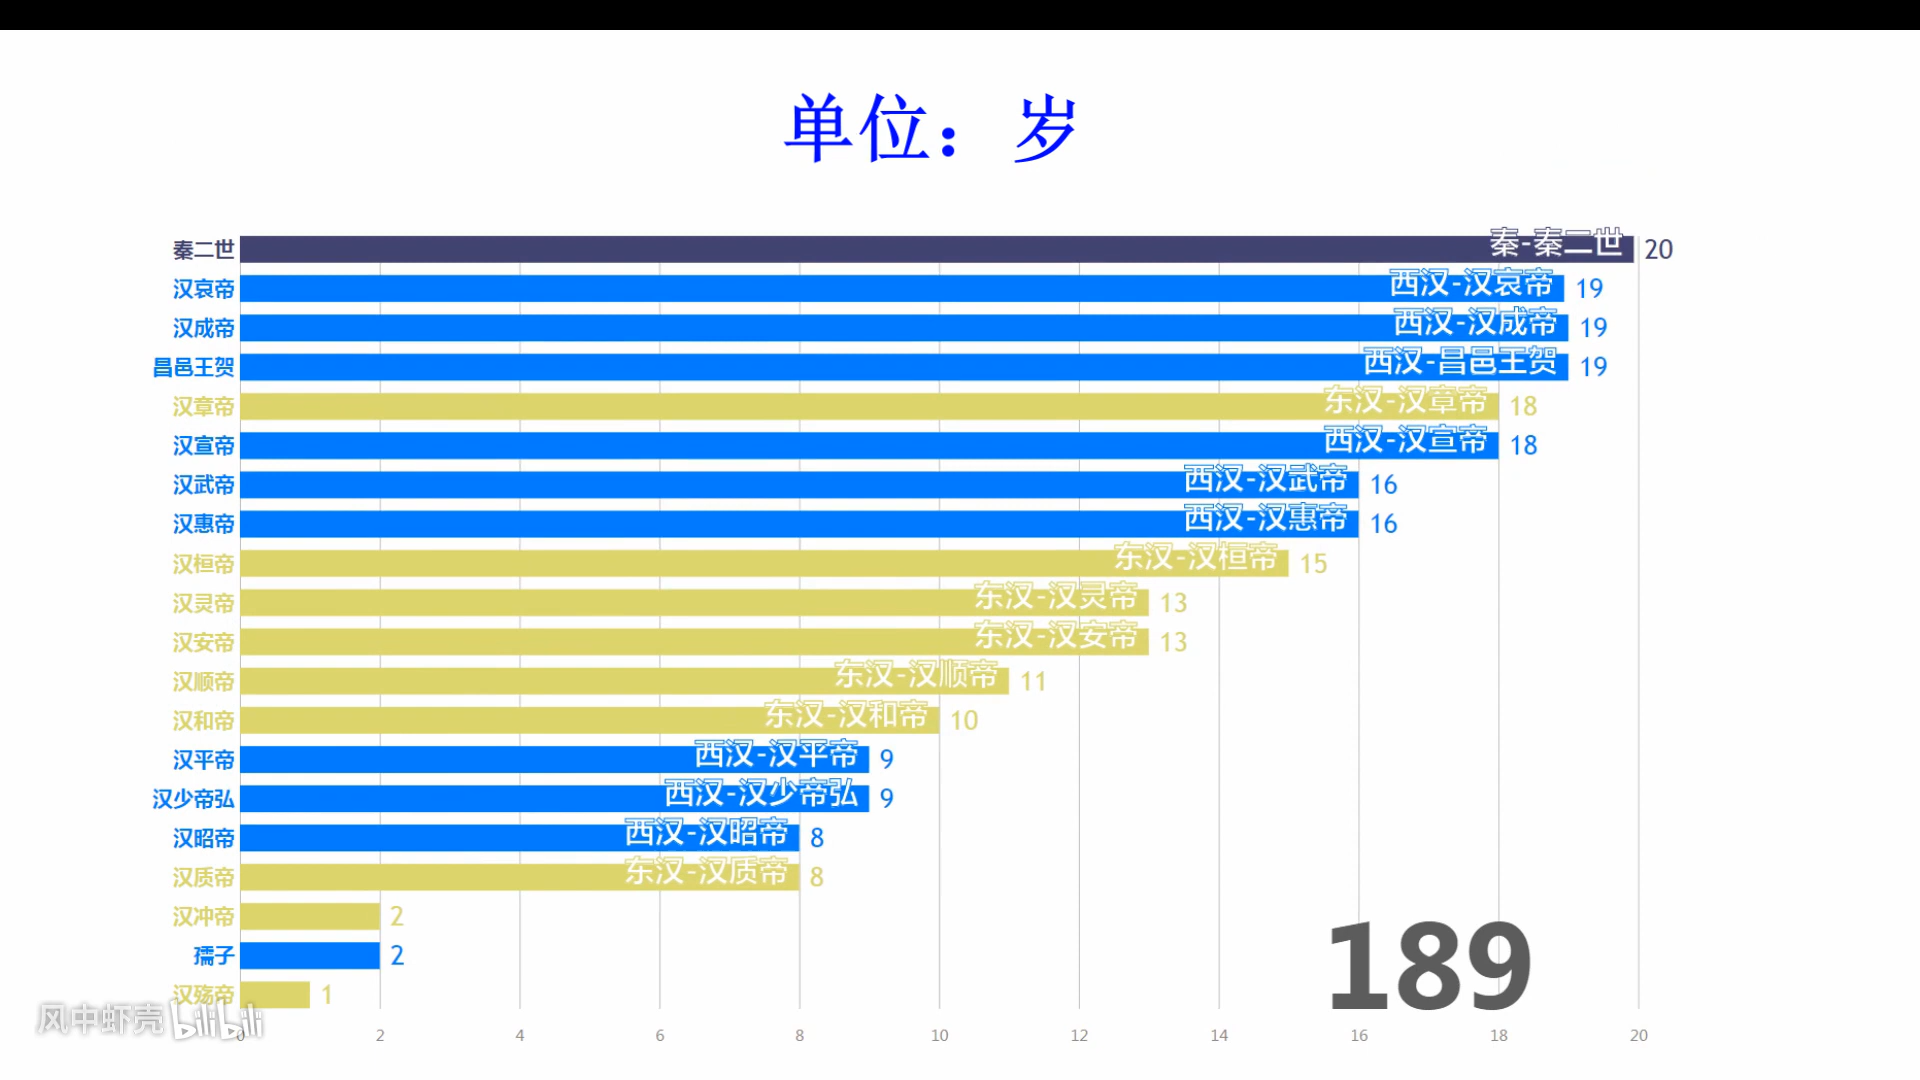 单位：岁
秦二世 秦-秦二世 20
汉哀帝 西汉-汉哀帝 19
汉成帝 西汉-汉成帝 19
昌邑王贺 西汉-昌邑王贺 19
汉章帝 东汉-汉章帝 18
汉宣帝 西汉-汉宣帝 18
汉武帝 西汉-汉武帝 16
汉惠帝 西汉-汉惠帝 16
汉桓帝 东汉-汉桓帝 15
汉灵帝 东汉-汉灵帝 13
汉安帝 东汉-汉安帝 13
汉顺帝 东汉-汉顺帝 11
汉和帝 东汉-汉和帝 10
汉平帝 西汉-汉平帝 9
汉少帝弘 西汉-汉少帝弘 9
汉昭帝 西汉-汉昭帝 8
汉质帝 东汉-汉质帝 8
汉冲帝 2
孺子 2
汉殇帝 1
189
风中虾壳 bilibili
0 2 4 6 8 10 12 14 16 18 20